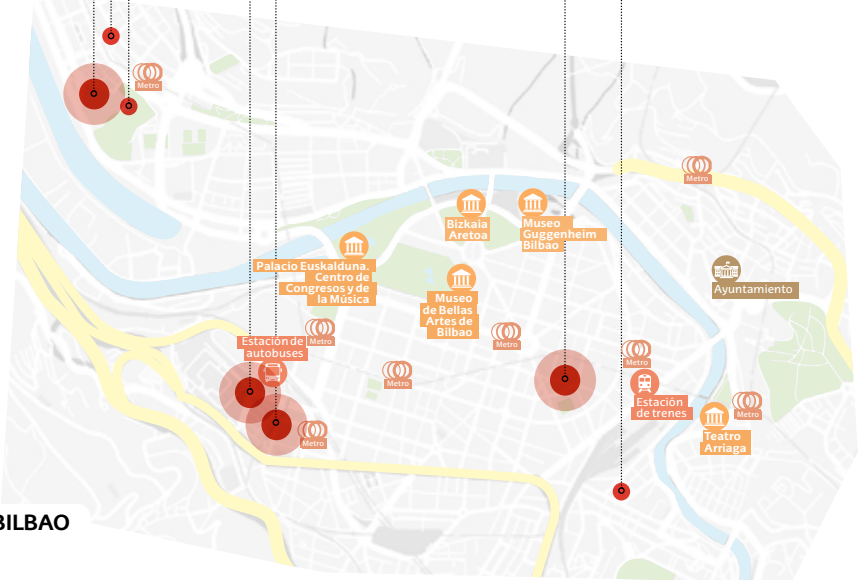 Metro
Metro
Bizkaia
Aretoa
Museo
Guggenheim
Bilbao
Palacio Euskalduna.
Centro de
Congresos y de
la Música
Ayuntamiento
Museo
de Bellas
Artes de
Bilbao
Metro
Metro
Estación de
autobuses
Metro
Metro
Estación
de trenes
Metro
Teatro
Arriaga
Metro
BILBAO